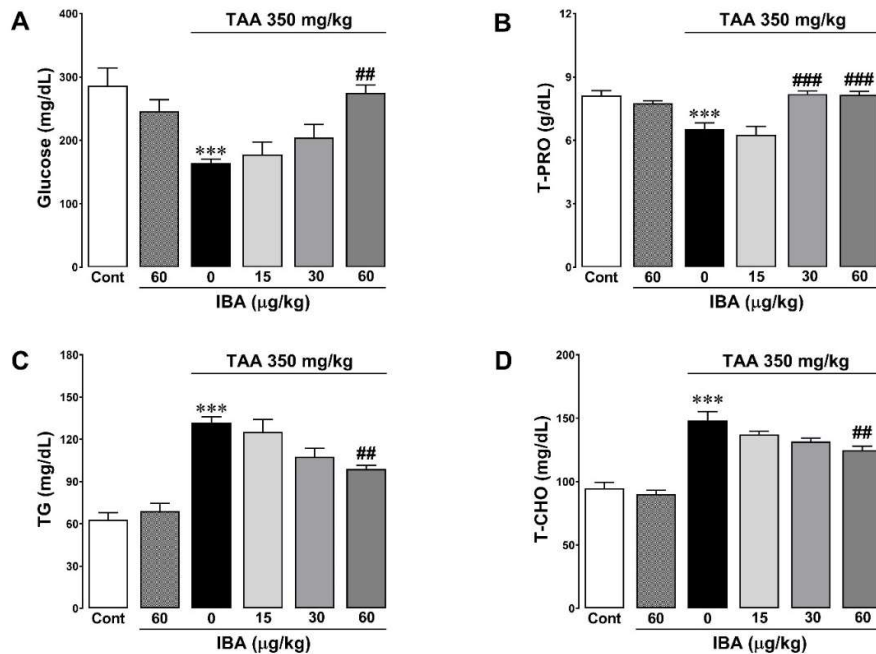 A
TAA 350 mg/kg
Glucose (mg/dL)
400
300
200
100
0
***
##
Cont 60 0 15 30 60
IBA (μg/kg)
B
TAA 350 mg/kg
T-PRO (g/dL)
12
9
6
3
0
***
###
###
Cont 60 0 15 30 60
IBA (μg/kg)
C
TAA 350 mg/kg
TG (mg/dL)
180
150
120
90
60
30
0
***
##
Cont 60 0 15 30 60
IBA (μg/kg)
D
TAA 350 mg/kg
T-CHO (mg/dL)
200
150
100
50
0
***
##
Cont 60 0 15 30 60
IBA (μg/kg)